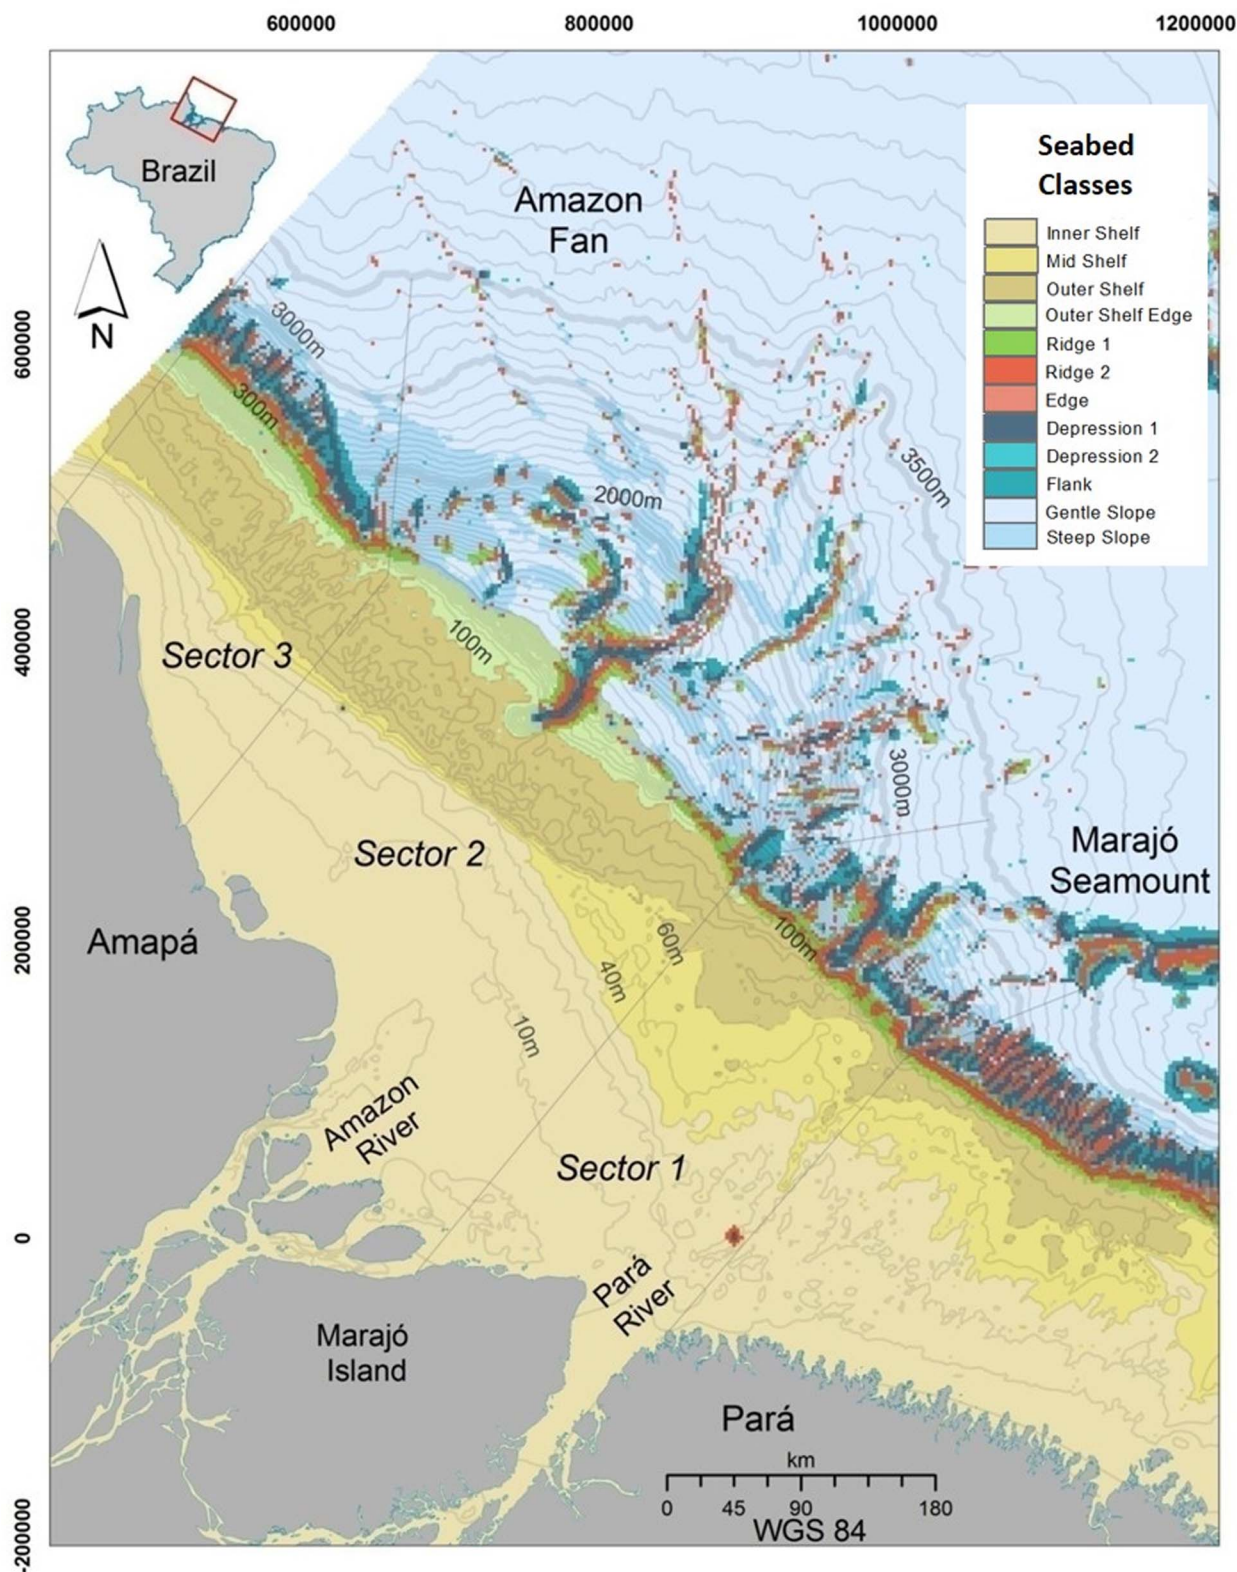 600000
800000
1000000
1200000
Brazil
N
Amazon
Fan
Seabed
Classes
Inner Shelf
Mid Shelf
Outer Shelf
Outer Shelf Edge
Ridge 1
Ridge 2
Edge
Depression 1
Depression 2
Flank
Gentle Slope
Steep Slope
600000
400000
200000
0
-200000
3000m
300m
2000m
3500m
100m
Sector 3
Sector 2
3000m
Marajó
Seamount
100m
60m
40m
10m
Amapá
Amazon
River
Sector 1
Pará
River
Marajó
Island
Pará
km
0 45 90 180
WGS 84